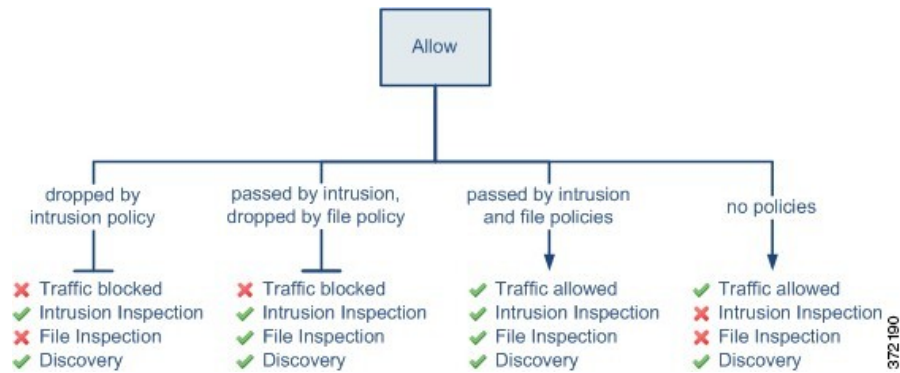 Allow
dropped by
intrusion policy
passed by intrusion,
dropped by file policy
passed by intrusion
and file policies
no policies
Traffic blocked
Intrusion Inspection
File Inspection
Discovery
Traffic blocked
Intrusion Inspection
File Inspection
Discovery
Traffic allowed
Intrusion Inspection
File Inspection
Discovery
Traffic allowed
Intrusion Inspection
File Inspection
Discovery
372190